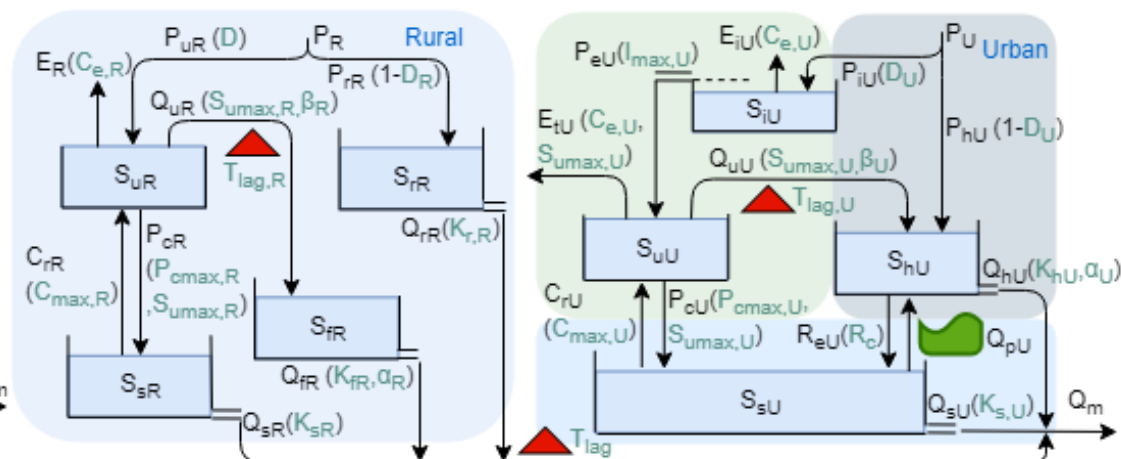 P_uR (D)
P_R
Rural
E_R(C_e,R)
P_rR (1-D_R)
Q_uR (S_umax,R,β_R)
T_lag,R
S_uR
S_rR
Q_rR(K_r,R)
C_rR
(C_max,R)
P_cR
(P_cmax,R
,S_umax,R)
S_fR
Q_fR (K_fR,α_R)
S_sR
Q_sR(K_sR)
m
T_lag
P_eU(I_max,U)
E_iU(C_e,U)
P_U
Urban
P_iU(D_U)
S_iU
P_hU (1-D_U)
E_tU (C_e,U,
S_umax,U)
Q_uU (S_umax,U,β_U)
T_lag,U
S_uU
S_hU
Q_hU(K_hU,α_U)
C_rU
(C_max,U)
P_cU(P_cmax,U,
S_umax,U)
R_eU(R_c)
Q_pU
S_sU
Q_sU(K_s,U)
Q_m